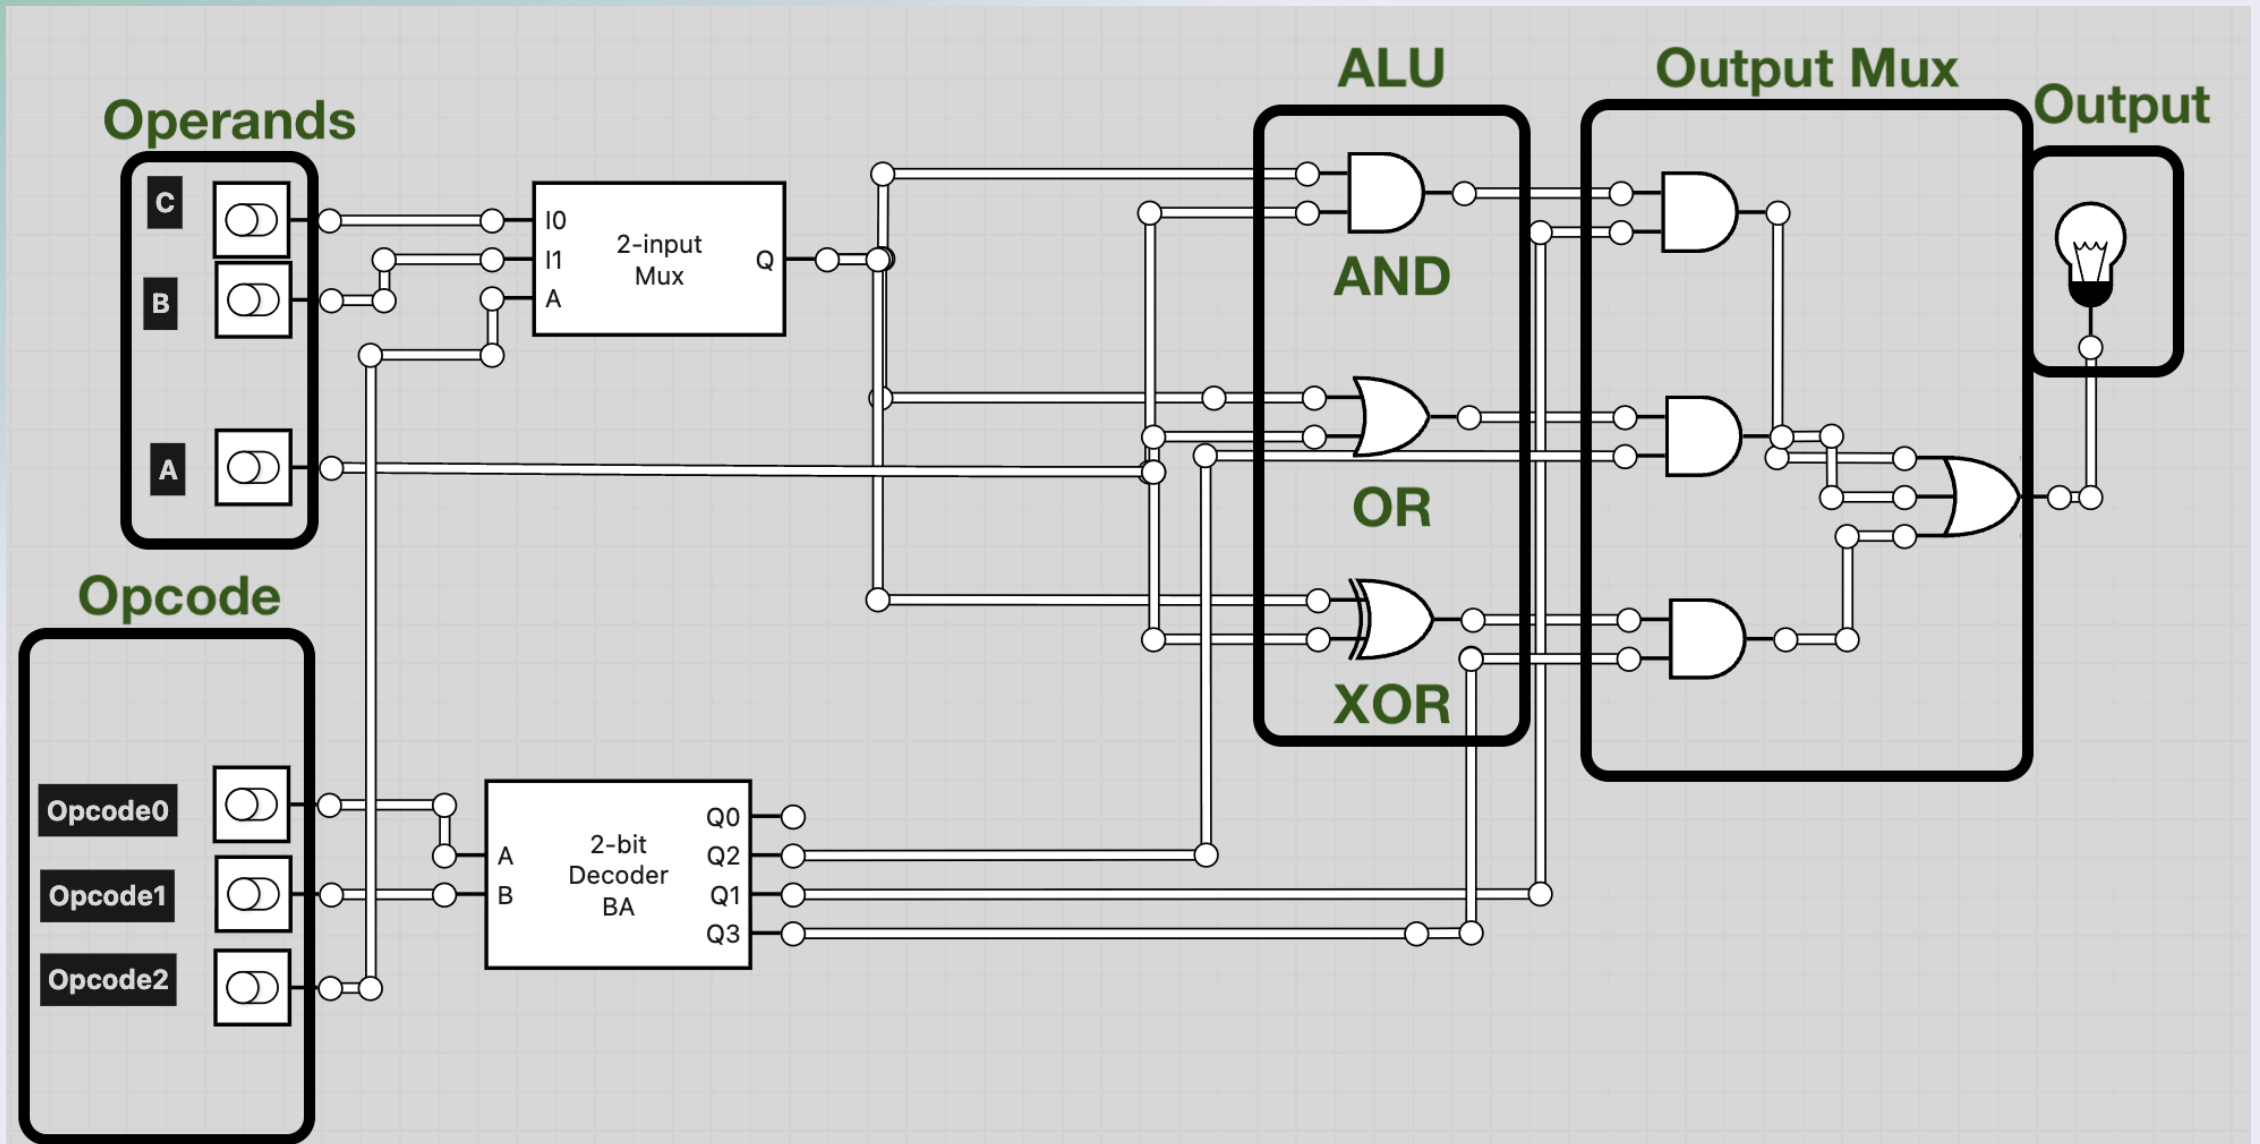 ALU
Output Mux
Output
Operands
C
B
A
I0
I1
A
2-input
Mux
Q
AND
OR
XOR
Opcode
Opcode0
Opcode1
Opcode2
A
B
2-bit
Decoder
BA
Q0
Q2
Q1
Q3